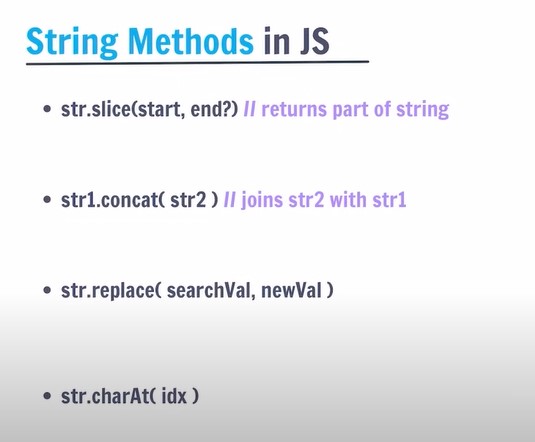 String Methods in JS
• str.slice(start, end?) // returns part of string
• str1.concat( str2 ) // joins str2 with str1
• str.replace( searchVal, newVal )
• str.charAt( idx )